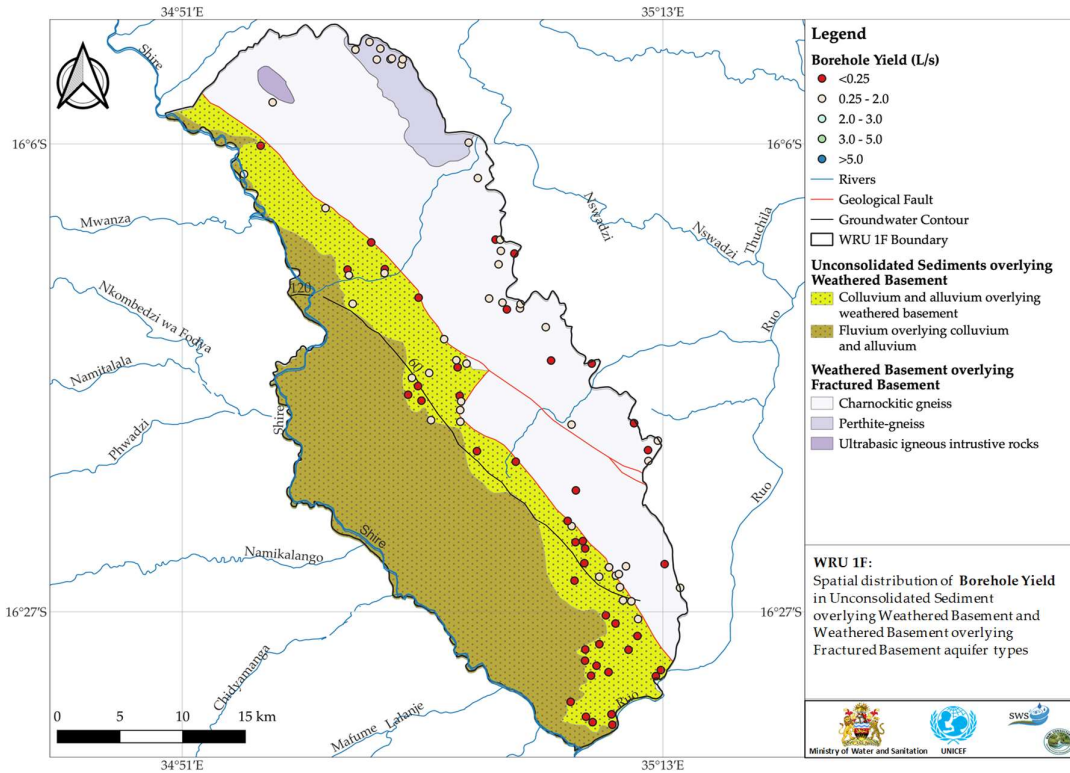 34°51'E
35°13'E
Shire
16°6'S
16°6'S
Mwanza
Nswadzi
Nswadzi
Thuchila
Nkombedzi wa Fodya
120
Ruo
Namitalala
60
Shire
Phwadzi
Ruo
Shire
Namikalango
16°27'S
16°27'S
Chidyamanga
Ruo
Mafume Lalanje
0 5 10 15 km
34°51'E
35°13'E
Legend
Borehole Yield (L/s)
<0.25
0.25 - 2.0
2.0 - 3.0
3.0 - 5.0
>5.0
Rivers
Geological Fault
Groundwater Contour
WRU 1F Boundary
Unconsolidated Sediments overlying
Weathered Basement
Colluvium and alluvium overlying
weathered basement
Fluvium overlying colluvium
and alluvium
Weathered Basement overlying
Fractured Basement
Charnockitic gneiss
Perthite-gneiss
Ultrabasic igneous intrustive rocks
WRU 1F:
Spatial distribution of Borehole Yield
in Unconsolidated Sediment
overlying Weathered Basement and
Weathered Basement overlying
Fractured Basement aquifer types
Ministry of Water and Sanitation
UNICEF
SWS